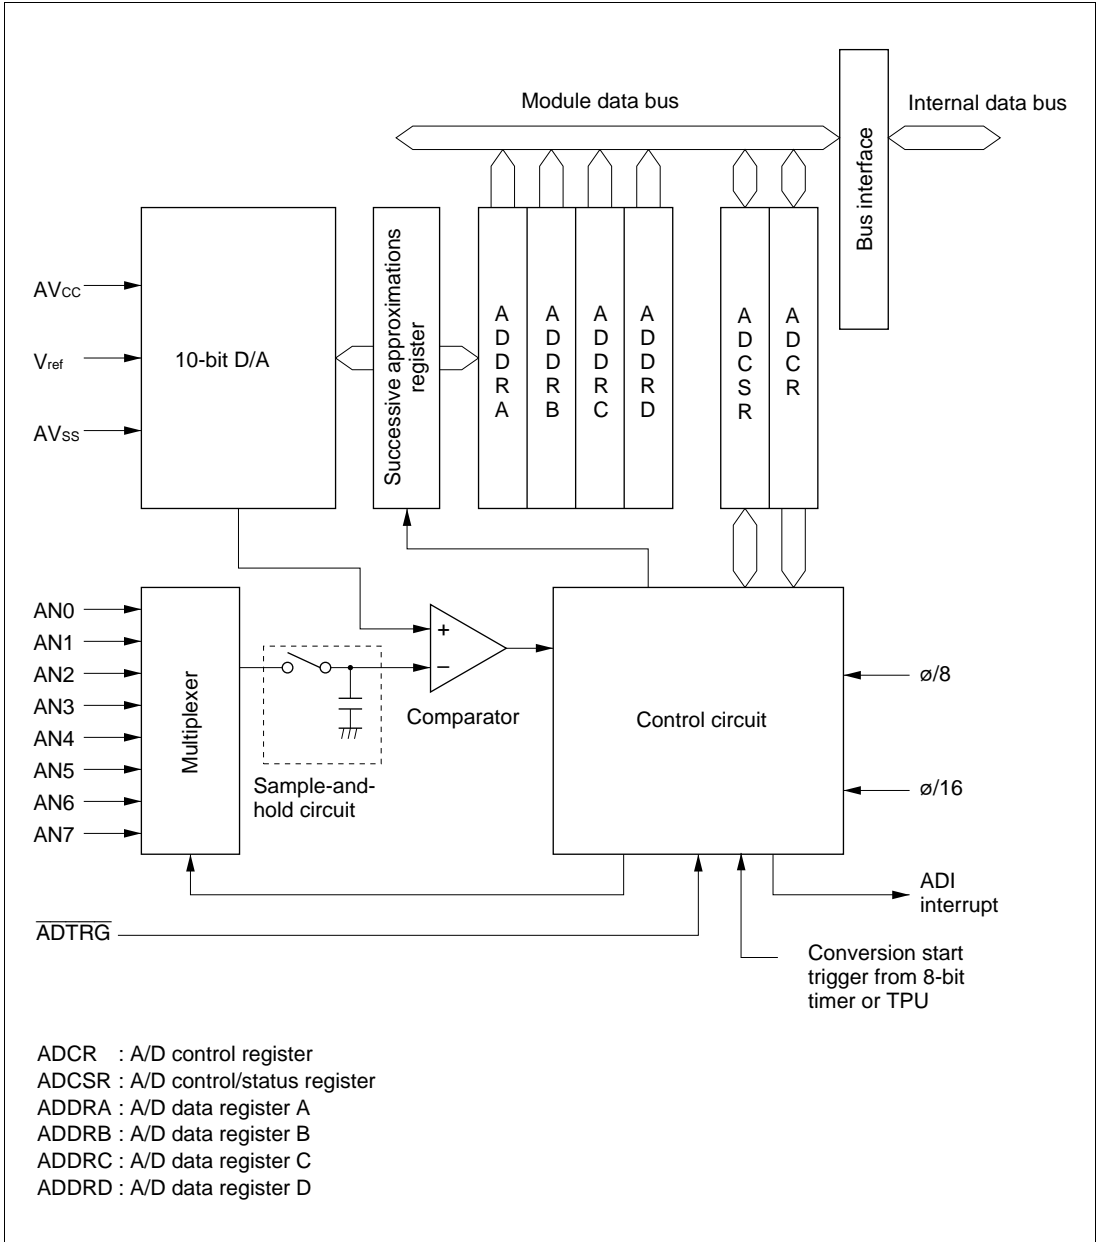 Module data bus
Internal data bus
Bus interface
AVCC
Vref
AVSS
10-bit D/A
Successive approximations
register
ADDRA
ADDRB
ADDRC
ADDRD
ADCSR
ADCR
AN0
AN1
AN2
AN3
AN4
AN5
AN6
AN7
Multiplexer
Sample-and-
hold circuit
+
−
Comparator
Control circuit
ø/8
ø/16
ADI
interrupt
ADTRG
Conversion start
trigger from 8-bit
timer or TPU
ADCR : A/D control register
ADCSR : A/D control/status register
ADDRA : A/D data register A
ADDRB : A/D data register B
ADDRC : A/D data register C
ADDRD : A/D data register D